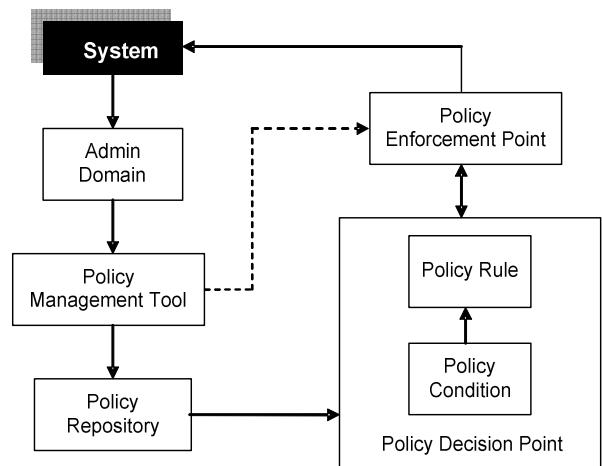 System
Admin
Domain
Policy
Management Tool
Policy
Repository
Policy
Enforcement Point
Policy Rule
Policy
Condition
Policy Decision Point